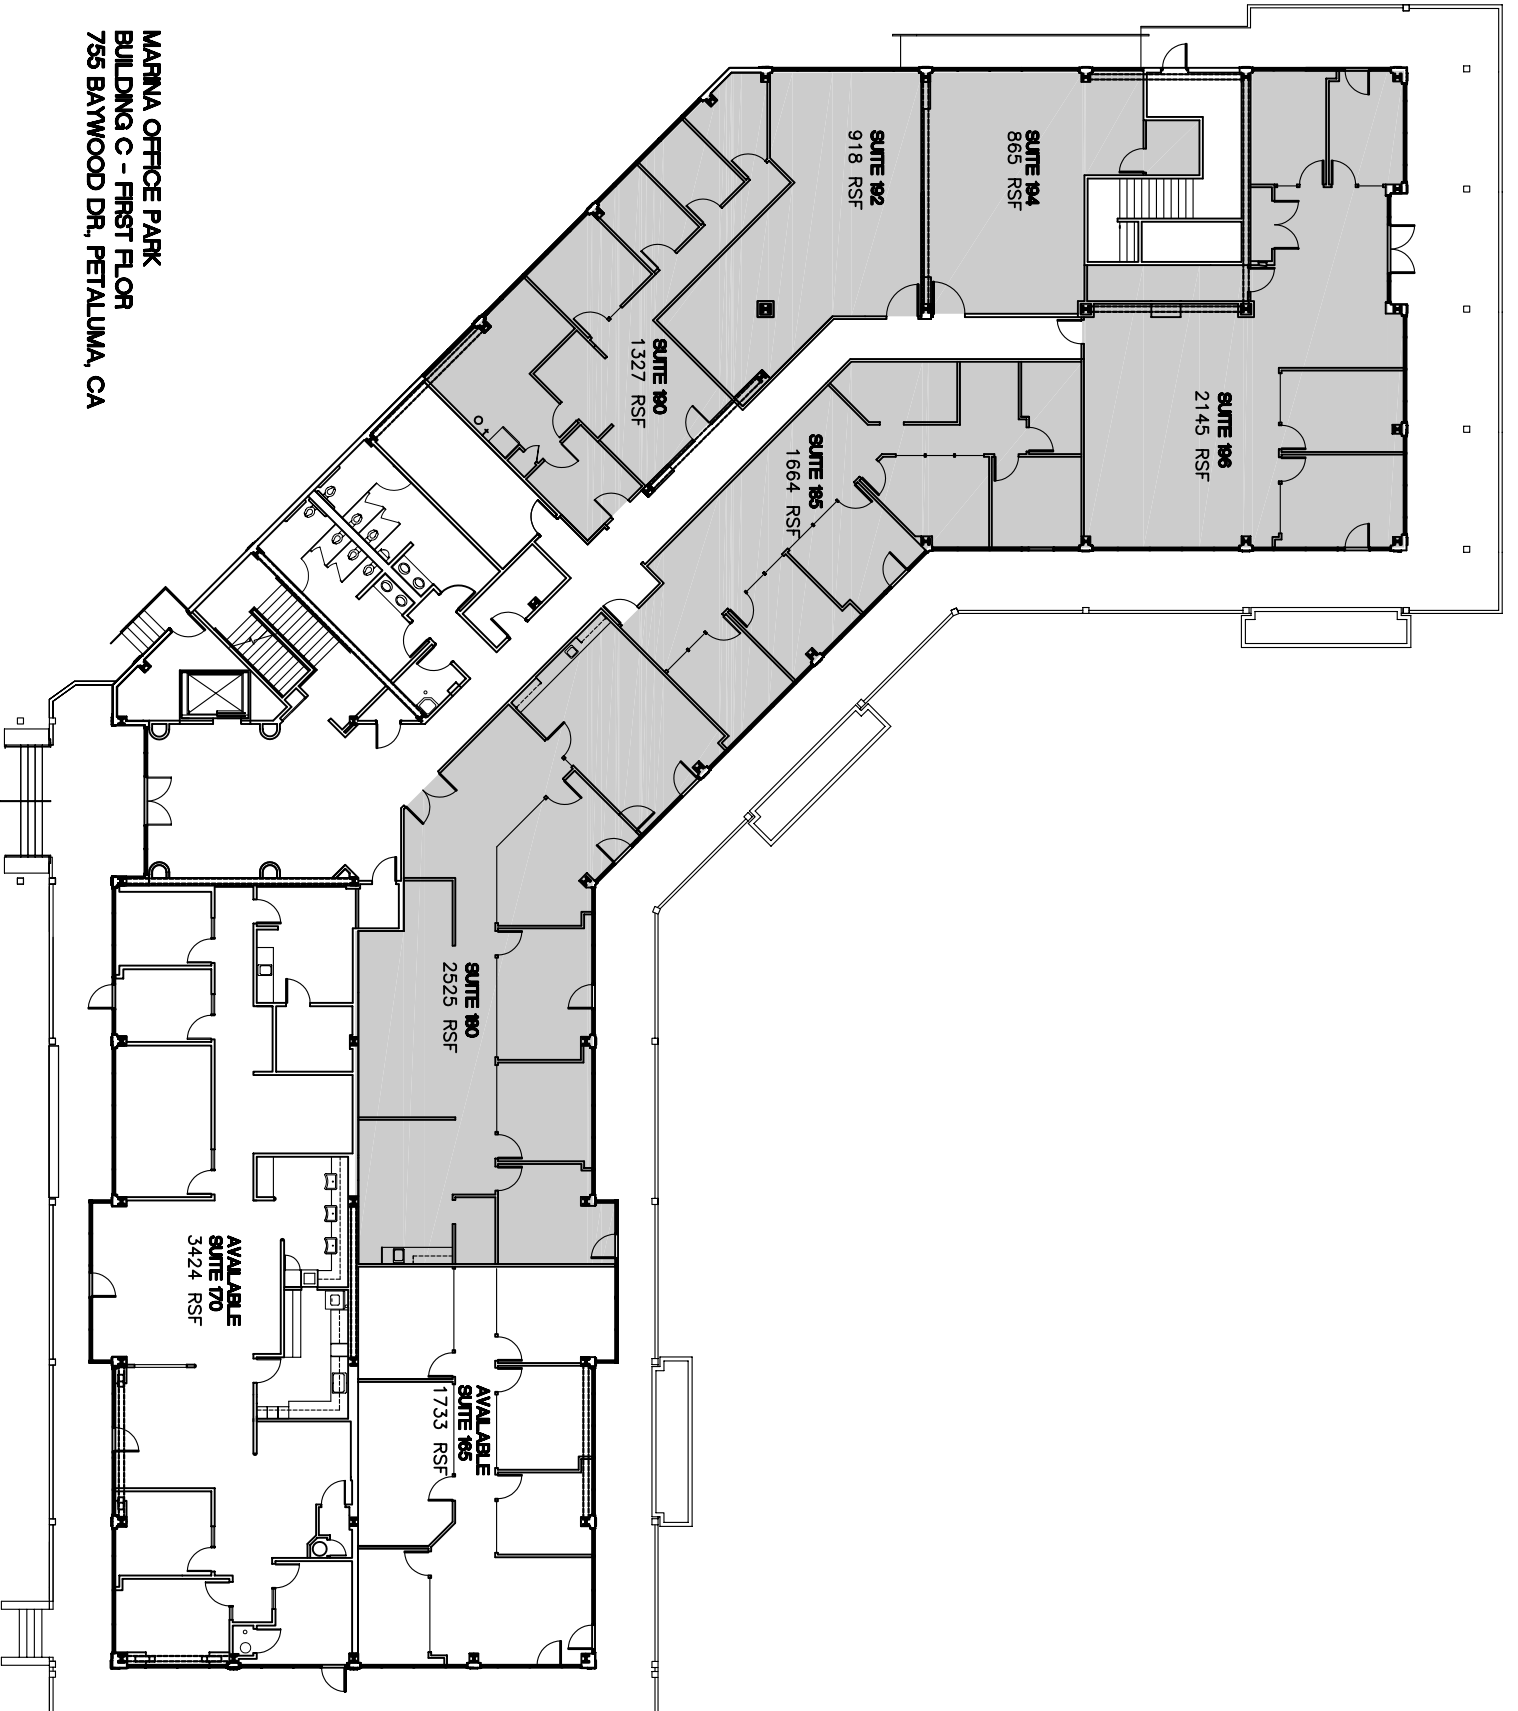 MARINA OFFICE PARK
BUILDING C - FIRST FLOR
755 BAYWOOD DR., PETALUMA, CA
SUITE 192
918 RSF
SUITE 194
865 RSF
SUITE 190
1327 RSF
SUITE 196
2145 RSF
SUITE 185
1664 RSF
SUITE 180
2525 RSF
AVAILABLE
SUITE 170
3424 RSF
AVAILABLE
SUITE 165
1733 RSF